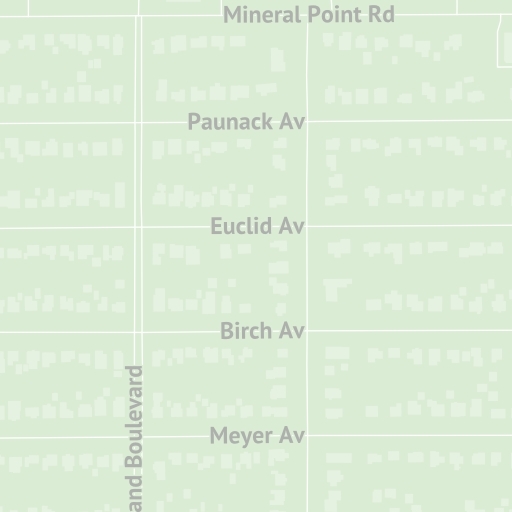 Mineral Point Rd
Paunack Av
Euclid Av
Birch Av
Meyer Av
and Boulevard